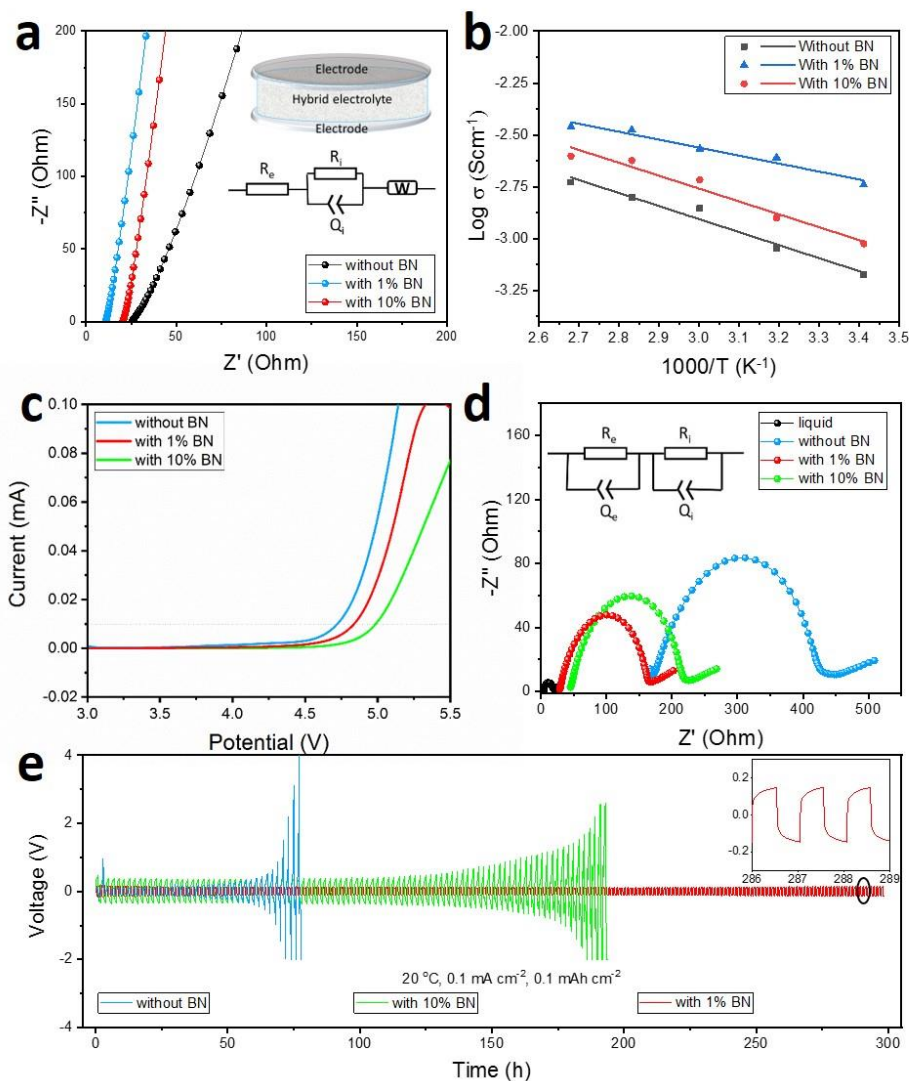 a
-Z" (Ohm)
200
150
100
50
0
0 50 100 150 200
Z' (Ohm)
Electrode
Hybrid electrolyte
Electrode
Re
Ri
Qi
W
without BN
with 1% BN
with 10% BN
b
Log σ (Scm⁻¹)
-2.00
-2.25
-2.50
-2.75
-3.00
-3.25
2.6 2.7 2.8 2.9 3.0 3.1 3.2 3.3 3.4 3.5
1000/T (K⁻¹)
Without BN
With 1% BN
With 10% BN
c
Current (mA)
0.10
0.08
0.06
0.04
0.02
0.00
-0.02
3.0 3.5 4.0 4.5 5.0 5.5
Potential (V)
without BN
with 1% BN
with 10% BN
d
-Z" (Ohm)
160
120
80
40
0
0 100 200 300 400 500
Z' (Ohm)
Re
Ri
Qe
Qi
liquid
without BN
with 1% BN
with 10% BN
e
Voltage (V)
4
2
0
-2
-4
0 50 100 150 200 250 300
Time (h)
0.2
0.0
-0.2
286 287 288 289
20 °C, 0.1 mA cm⁻², 0.1 mAh cm⁻²
without BN
with 10% BN
with 1% BN